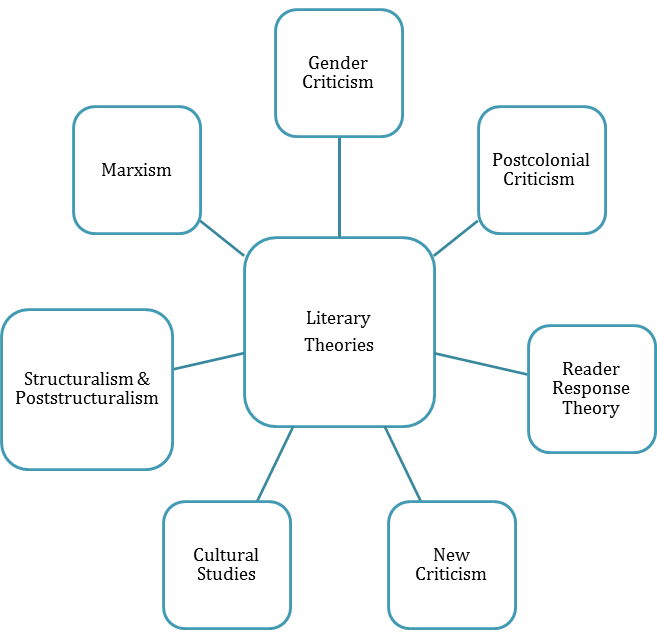 Gender
Criticism
Marxism
Postcolonial
Criticism
Literary
Theories
Structuralism &
Poststructuralism
Reader
Response
Theory
Cultural
Studies
New
Criticism